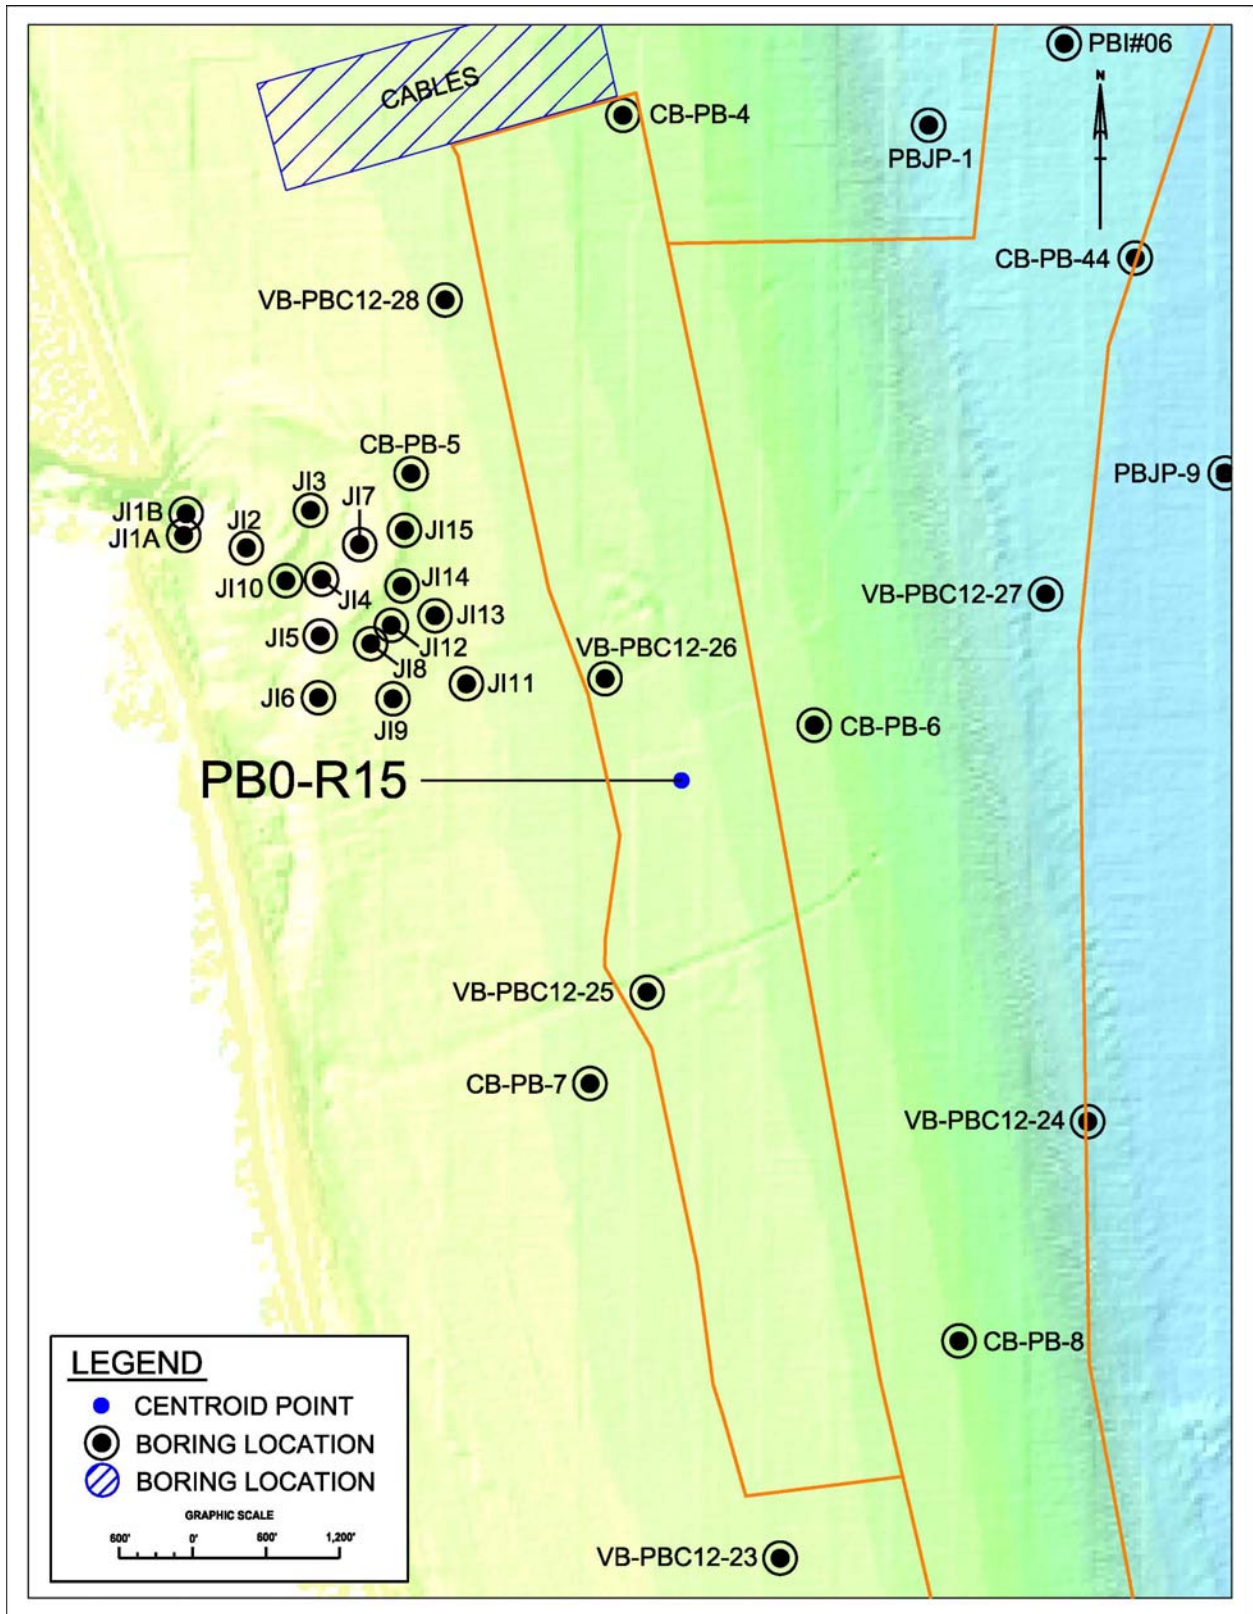 PBI#06
N
CABLES
CB-PB-4
PBJP-1
CB-PB-44
VB-PBC12-28
CB-PB-5
PBJP-9
JI3
JI7
JI1B
JI2
JI15
JI1A
JI10
JI4
JI14
VB-PBC12-27
JI13
JI5
JI12
VB-PBC12-26
JI8
JI11
JI6
JI9
CB-PB-6
PB0-R15
VB-PBC12-25
CB-PB-7
VB-PBC12-24
CB-PB-8
LEGEND
CENTROID POINT
BORING LOCATION
BORING LOCATION
GRAPHIC SCALE
600' 0' 600' 1,200'
VB-PBC12-23